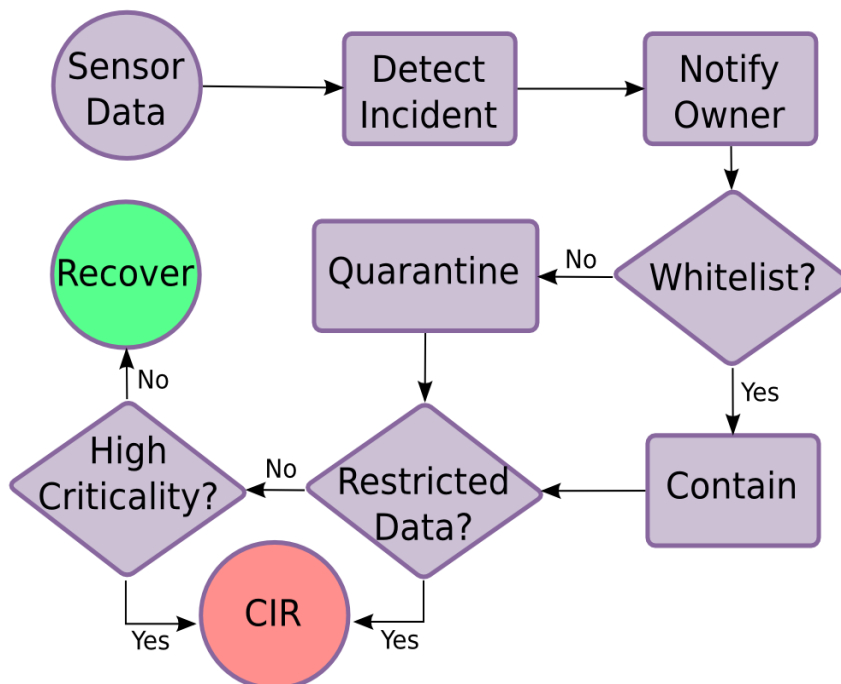 Sensor
Data
Detect
Incident
Notify
Owner
Recover
Quarantine
No
Whitelist?
No
Yes
High
Criticality?
No
Restricted
Data?
Contain
CIR
Yes
Yes